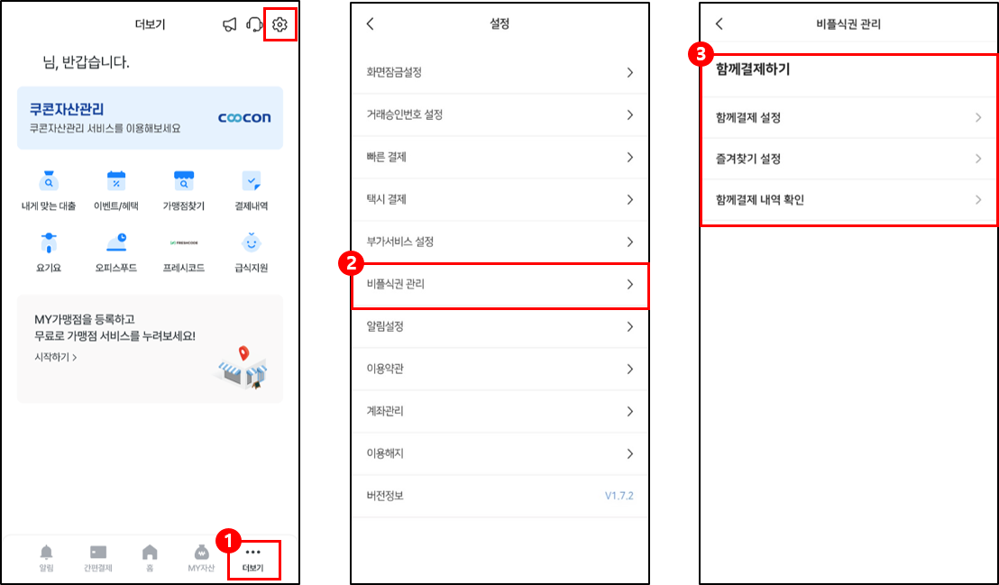 더보기
님, 반갑습니다.
쿠콘자산관리
쿠콘자산관리 서비스를 이용해보세요
coocon
내게 맞는 대출
이벤트/혜택
가맹점찾기
결제내역
FRESHCODE
요기요
오피스푸드
프레시코드
급식지원
MY가맹점을 등록하고
무료로 가맹점 서비스를 누려보세요!
시작하기
1
알림
간편결제
홈
MY자산
더보기
설정
화면잠금설정
거래승인번호 설정
빠른 결제
택시 결제
부가서비스 설정
2
비플식권 관리
알림설정
이용약관
계좌관리
이용해지
버전정보
V1.7.2
비플식권 관리
3
함께결제하기
함께결제 설정
즐겨찾기 설정
함께결제 내역 확인